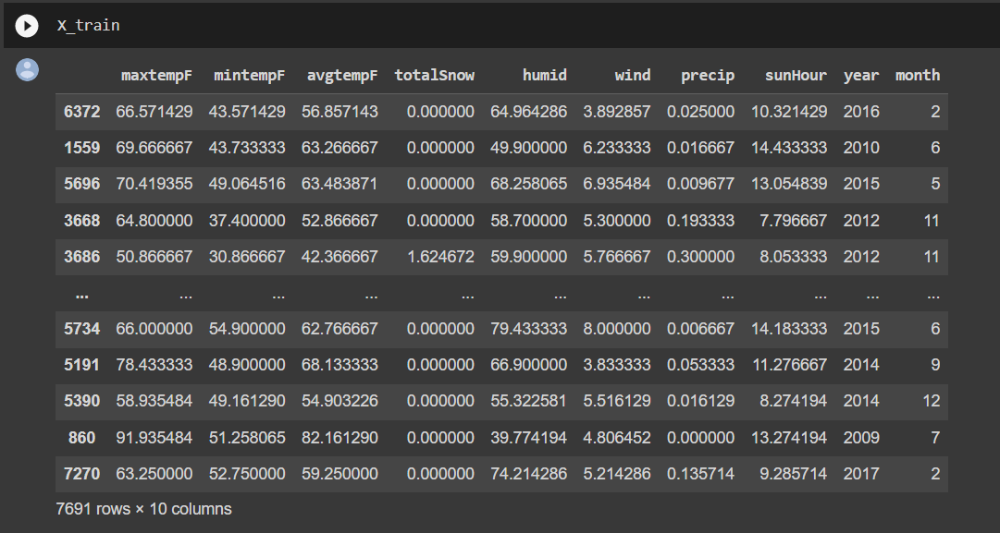 X_train
maxtempF mintempF avgtempF totalSnow humid wind precip sunHour year month
6372 66.571429 43.571429 56.857143 0.000000 64.964286 3.892857 0.025000 10.321429 2016 2
1559 69.666667 43.733333 63.266667 0.000000 49.900000 6.233333 0.016667 14.433333 2010 6
5696 70.419355 49.064516 63.483871 0.000000 68.258065 6.935484 0.009677 13.054839 2015 5
3668 64.800000 37.400000 52.866667 0.000000 58.700000 5.300000 0.193333 7.796667 2012 11
3686 50.866667 30.866667 42.366667 1.624672 59.900000 5.766667 0.300000 8.053333 2012 11
... ... ... ... ... ... ... ... ... ... ...
5734 66.000000 54.900000 62.766667 0.000000 79.433333 8.000000 0.006667 14.183333 2015 6
5191 78.433333 48.900000 68.133333 0.000000 66.900000 3.833333 0.053333 11.276667 2014 9
5390 58.935484 49.161290 54.903226 0.000000 55.322581 5.516129 0.016129 8.274194 2014 12
860 91.935484 51.258065 82.161290 0.000000 39.774194 4.806452 0.000000 13.274194 2009 7
7270 63.250000 52.750000 59.250000 0.000000 74.214286 5.214286 0.135714 9.285714 2017 2
7691 rows × 10 columns